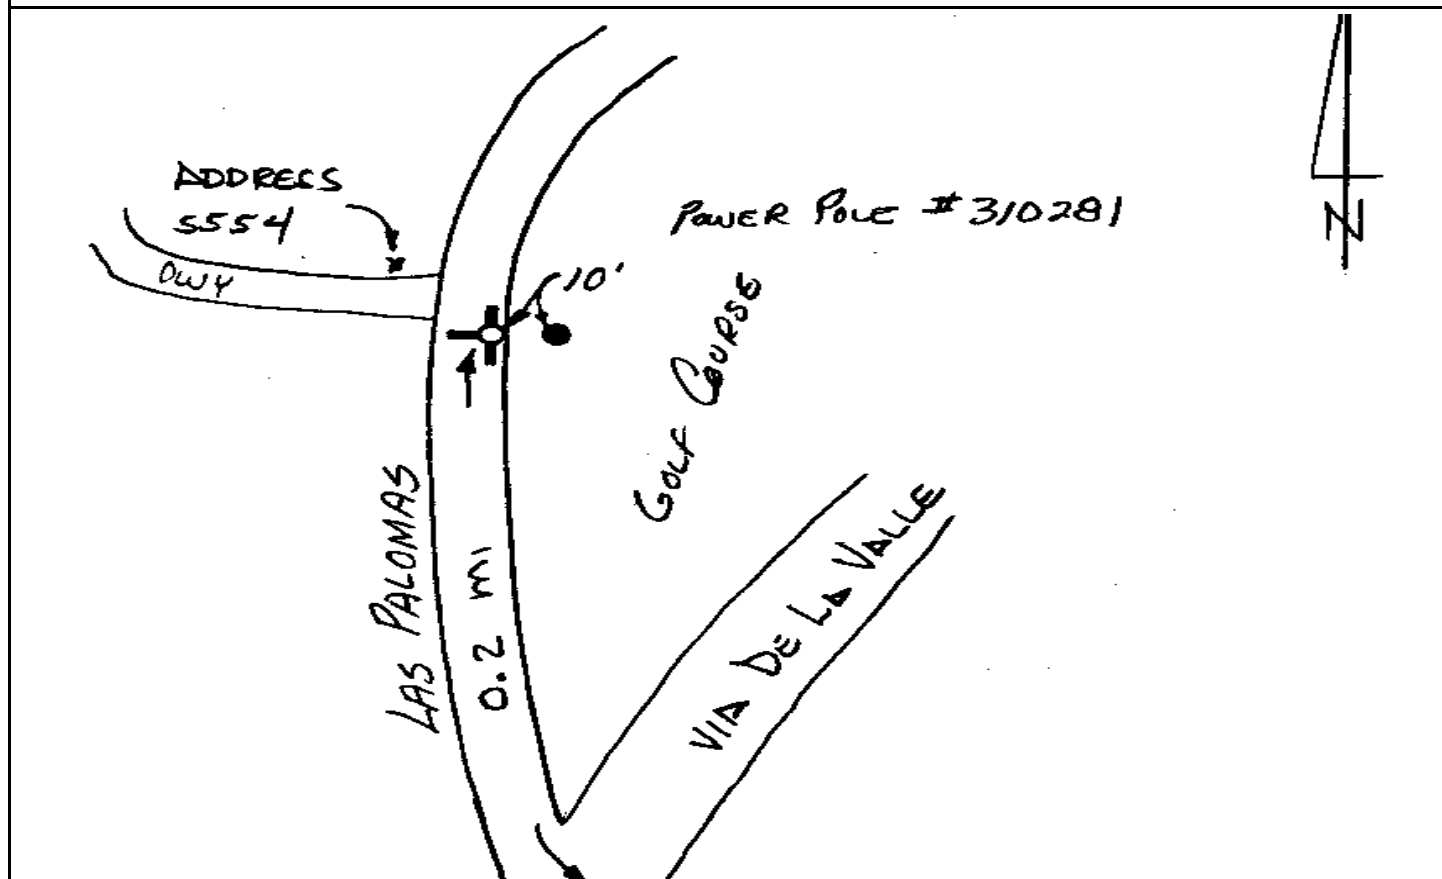 ADDRESS
5554
DWY
POWER POLE # 310281
N
10'
GOLF COURSE
LAS PALOMAS
0.2 MI
VIA DE LA VALLE